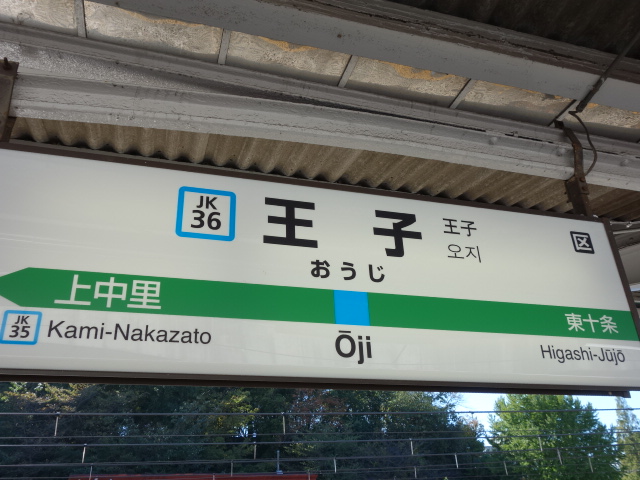 JK
36
王子
王子
오지
区
おうじ
上中里
東十条
JK
35
Kami-Nakazato
Ōji
Higashi-Jūjō